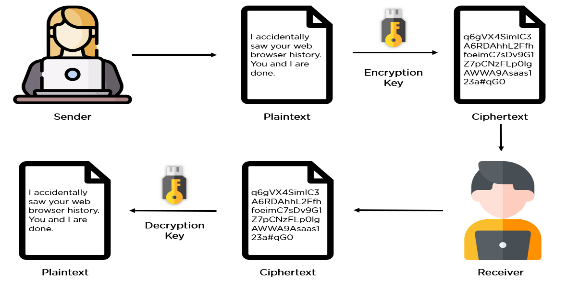 I accidentally
saw your web
browser history.
You and I are
done.
q6gVX4SimIC3
A6RDAhhL2Ffh
foeimC7sDv9G1
Z7pCNzFLp0Ig
AWWA9Asaas1
23a#qG0
Encryption
Key
Sender
Plaintext
Ciphertext
I accidentally
saw your web
browser history.
You and I are
done.
q6gVX4SimIC3
A6RDAhhL2Ffh
foeimC7sDv9G1
Z7pCNzFLp0Ig
AWWA9Asaas1
23a#qG0
Decryption
Key
Plaintext
Ciphertext
Receiver